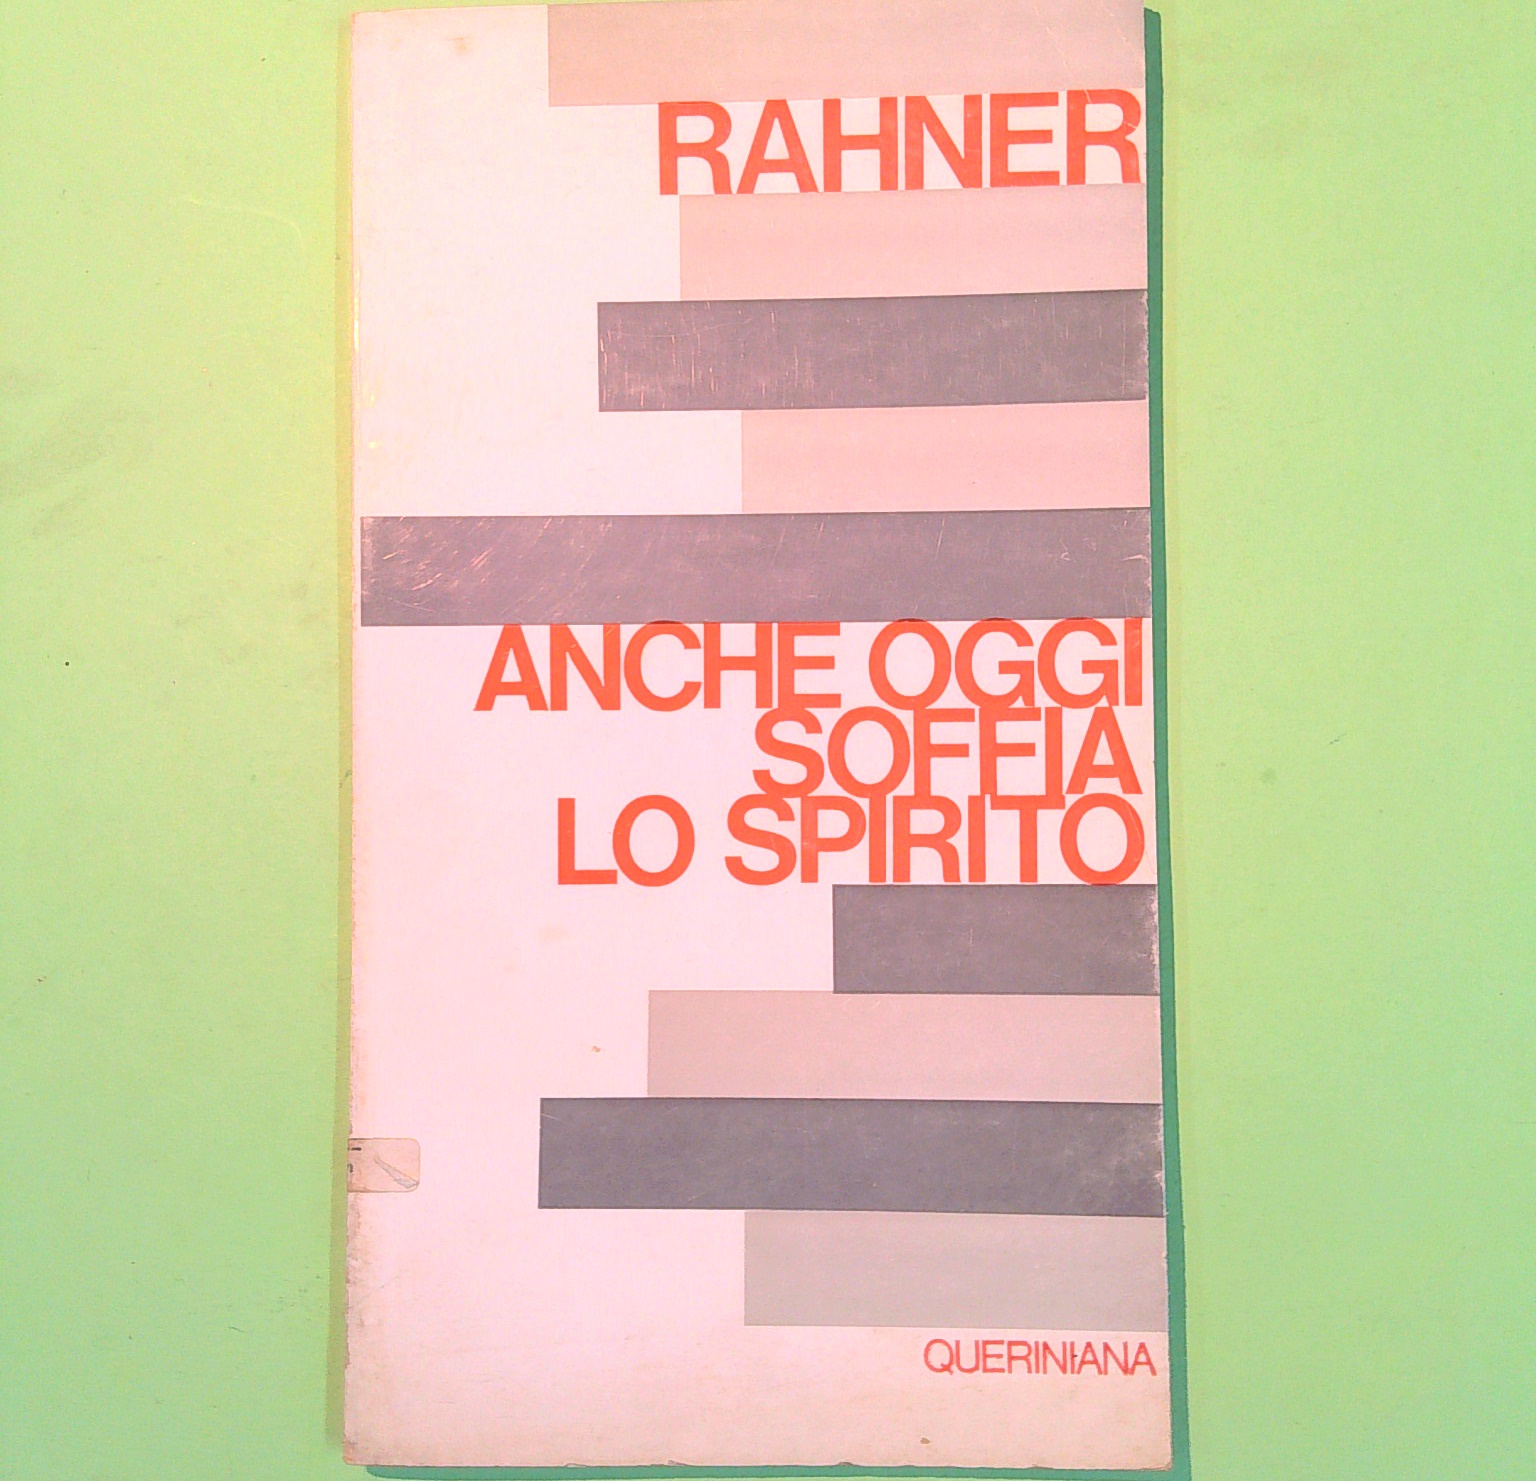 RAHNER
ANCHE OGGI
SOFFIA
LO SPIRITO
QUERINIANA